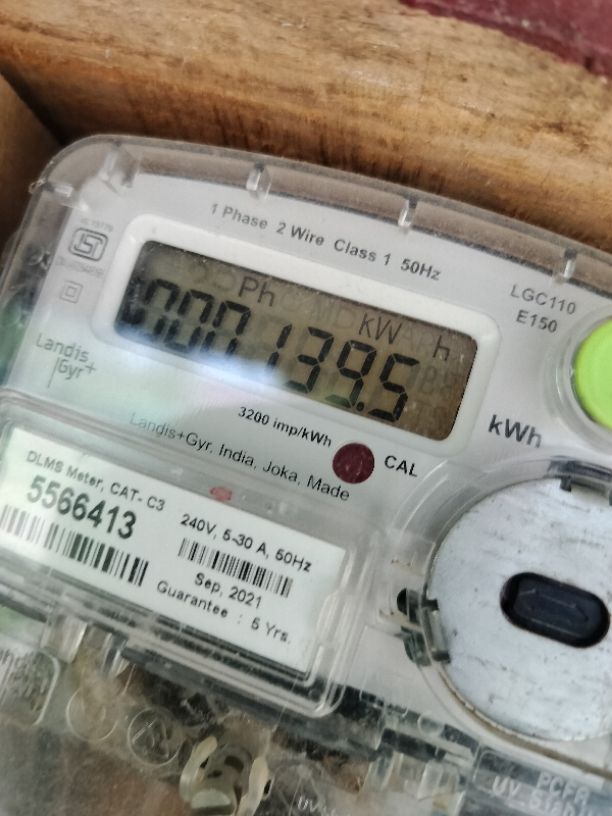 1 Phase 2 Wire Class 1 50Hz
LGC110
E150
Ph kW h
000139.5
Landis+
Gyr+
kWh
3200 imp/kWh
CAL
Landis+Gyr, India, Joka, Made
DLMS Meter, CAT- C3
5566413
240V, 5-30 A, 50Hz
Sep, 2021
Guarantee : 5 Yrs.